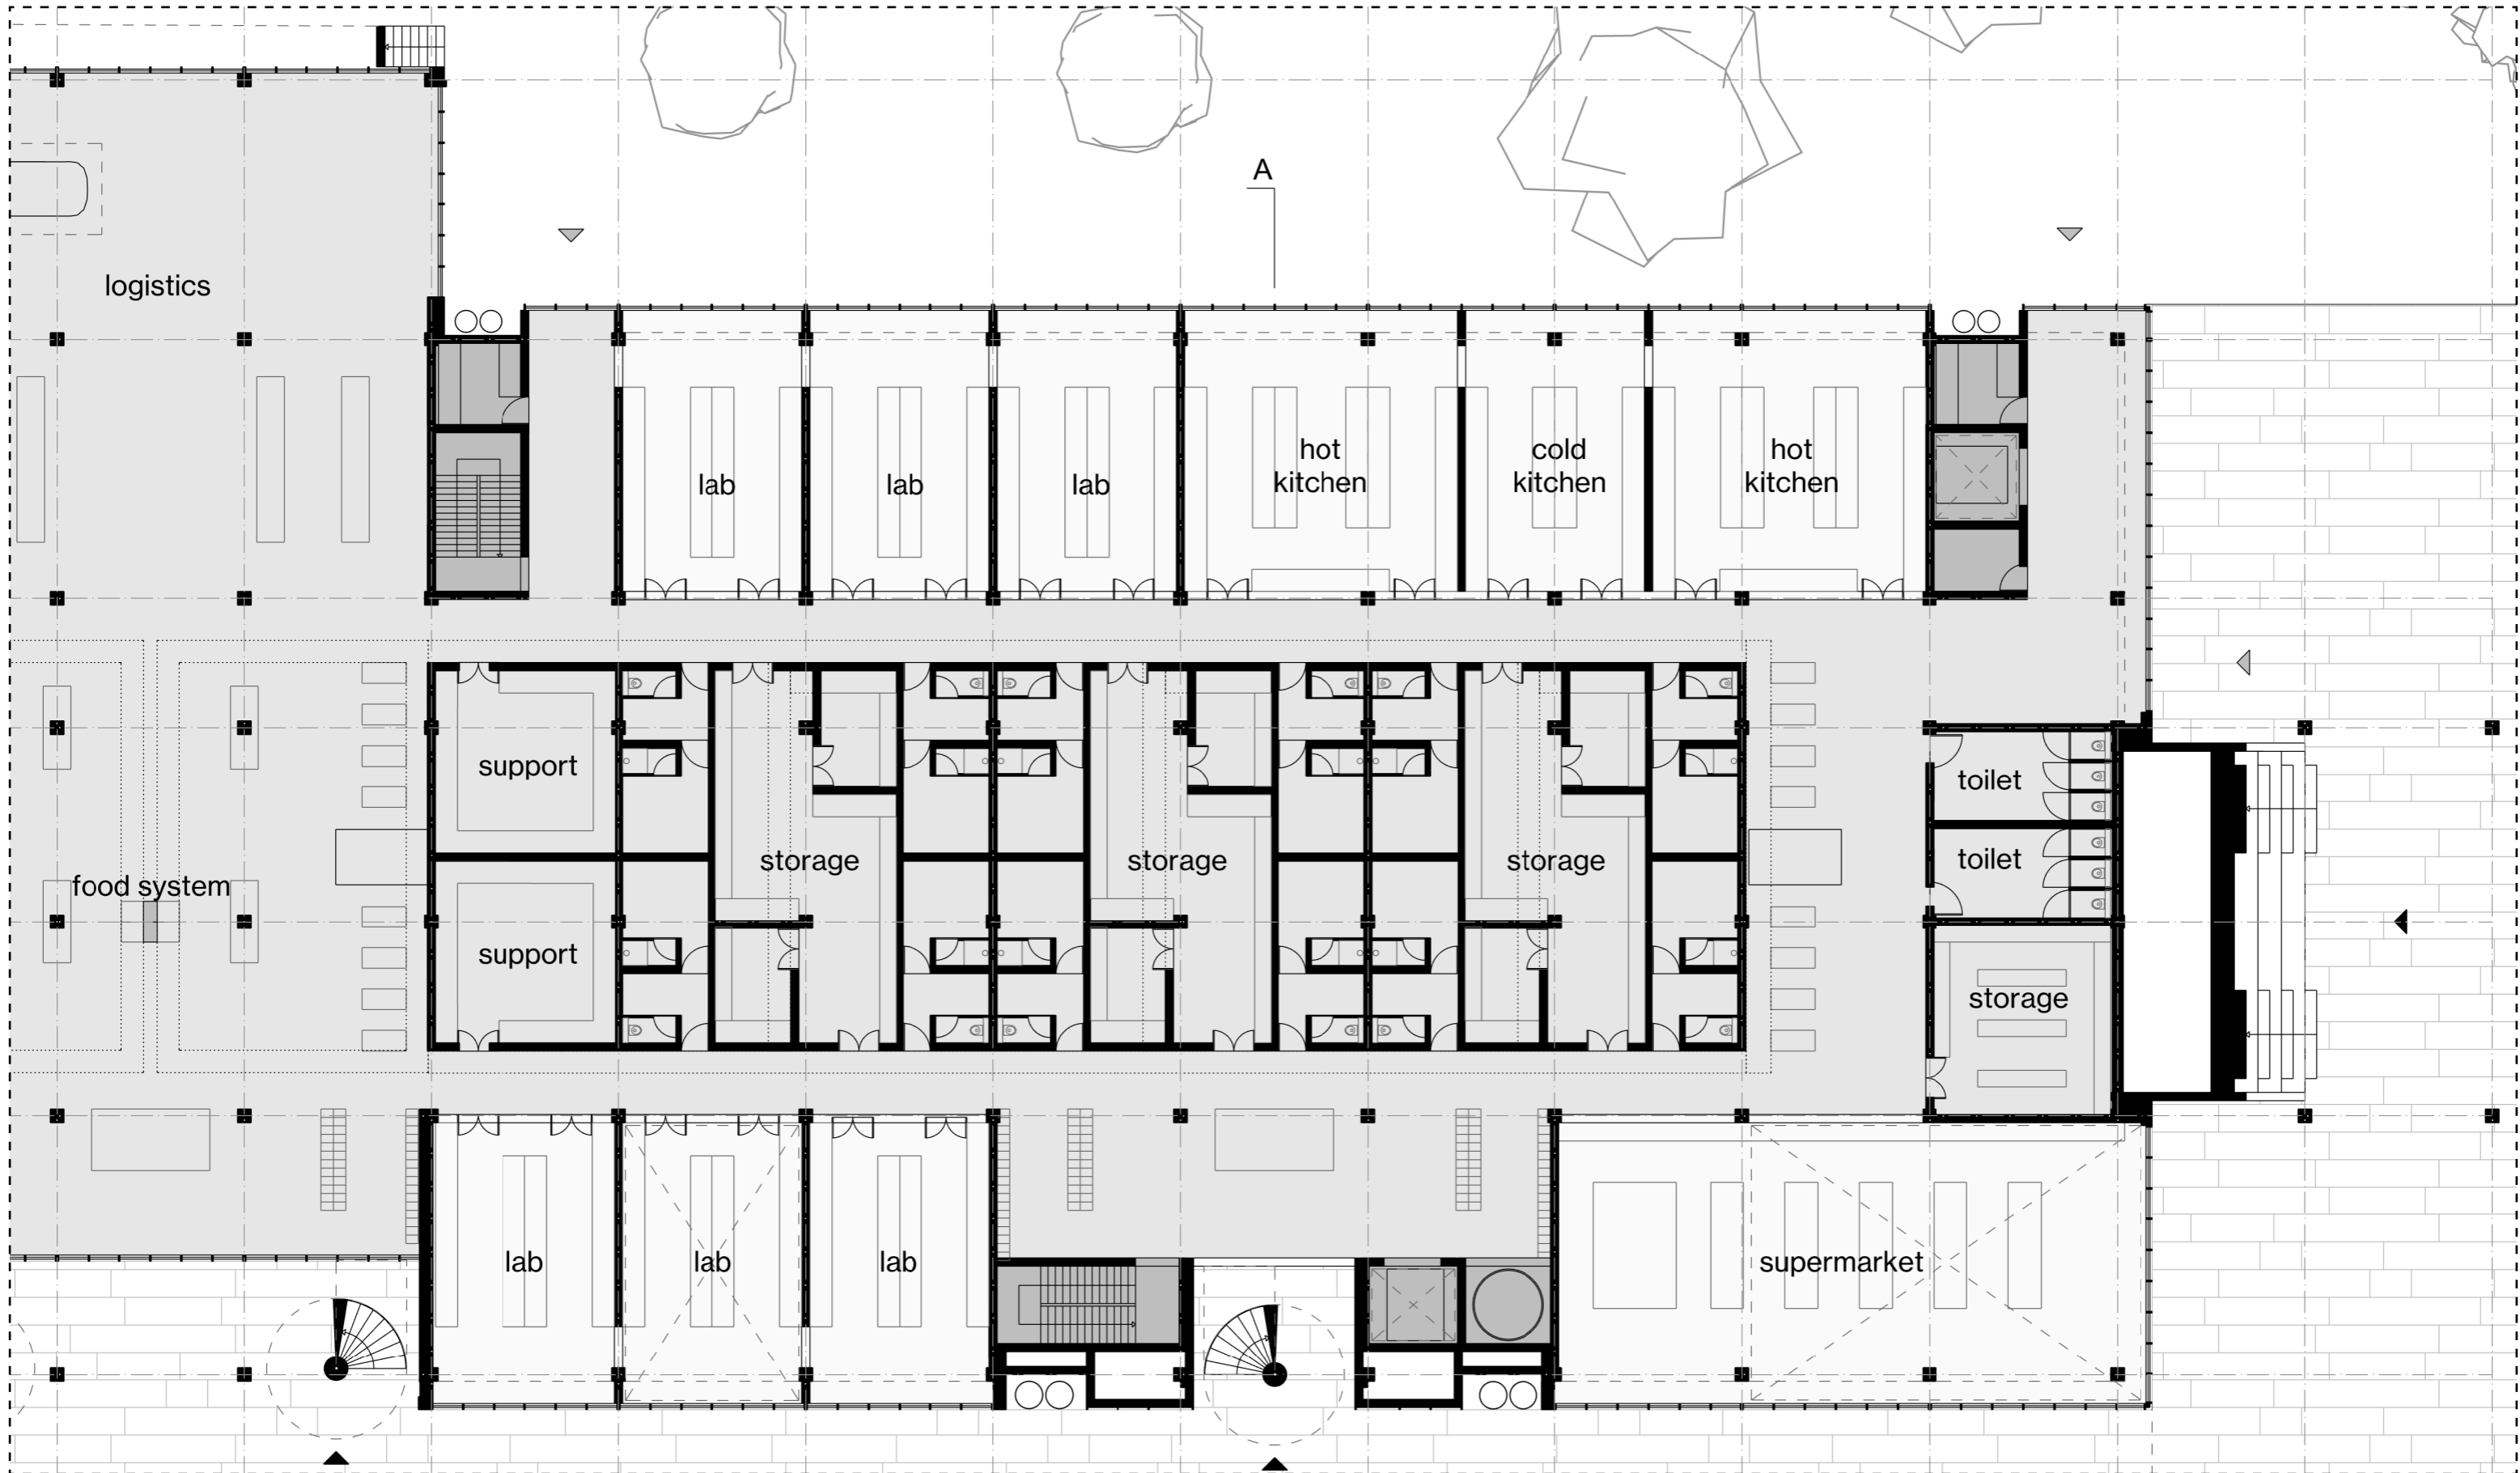 A
logistics
lab
lab
lab
hot
kitchen
cold
kitchen
hot
kitchen
support
storage
storage
storage
toilet
toilet
food system
support
storage
lab
lab
lab
supermarket